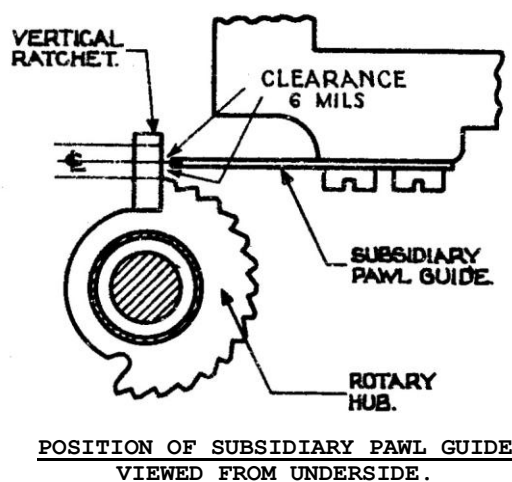 VERTICAL
RATCHET.
CLEARANCE
6 MILS
SUBSIDIARY
PAWL GUIDE.
ROTARY
HUB.
POSITION OF SUBSIDIARY PAWL GUIDE
VIEWED FROM UNDERSIDE.